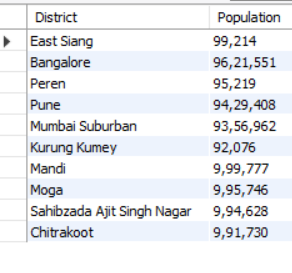 District Population
East Siang 99,214
Bangalore 96,21,551
Peren 95,219
Pune 94,29,408
Mumbai Suburban 93,56,962
Kurung Kumey 92,076
Mandi 9,99,777
Moga 9,95,746
Sahibzada Ajit Singh Nagar 9,94,628
Chitrakoot 9,91,730